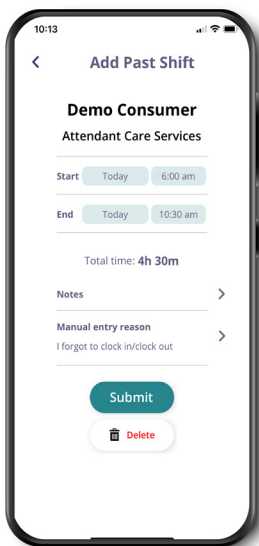 10:13
Add Past Shift
Demo Consumer
Attendant Care Services
Start Today 6:00 am
End Today 10:30 am
Total time: 4h 30m
Notes
Manual entry reason
I forgot to clock in/clock out
Submit
Delete